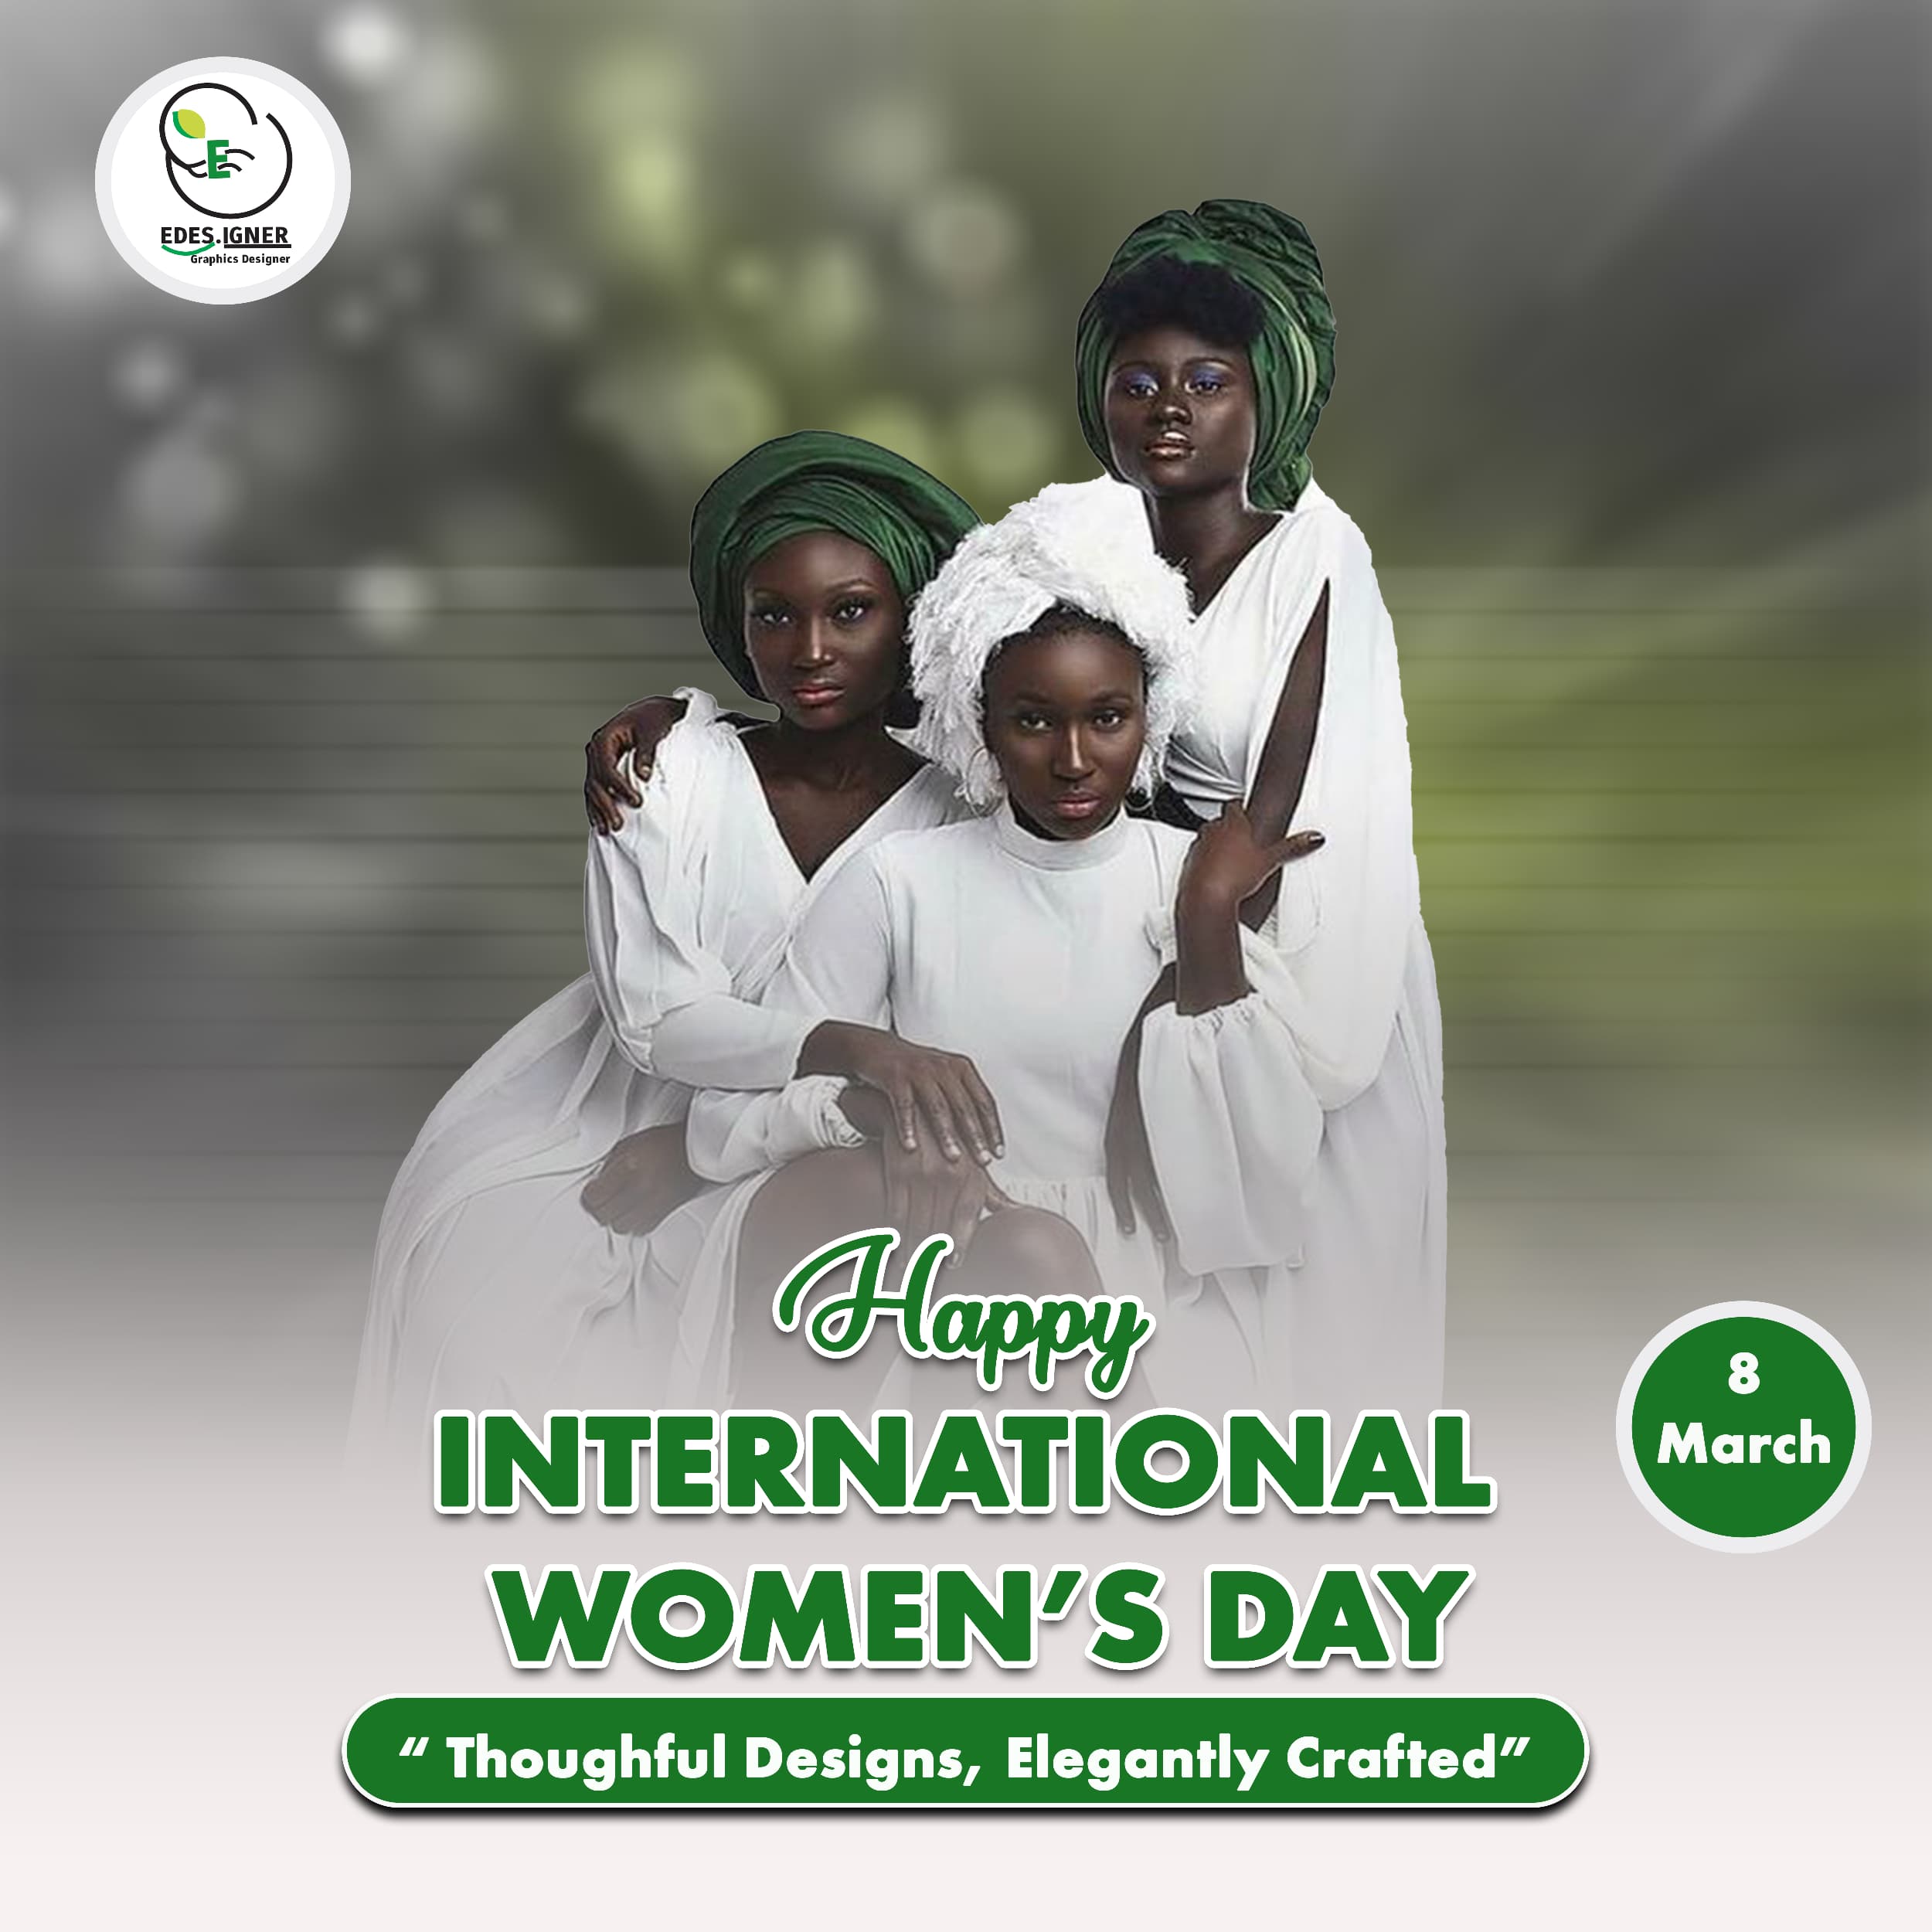 E
EDES.IGNER
Graphics Designer
Happy
INTERNATIONAL
WOMEN'S DAY
8
March
“ Thoughful Designs, Elegantly Crafted”